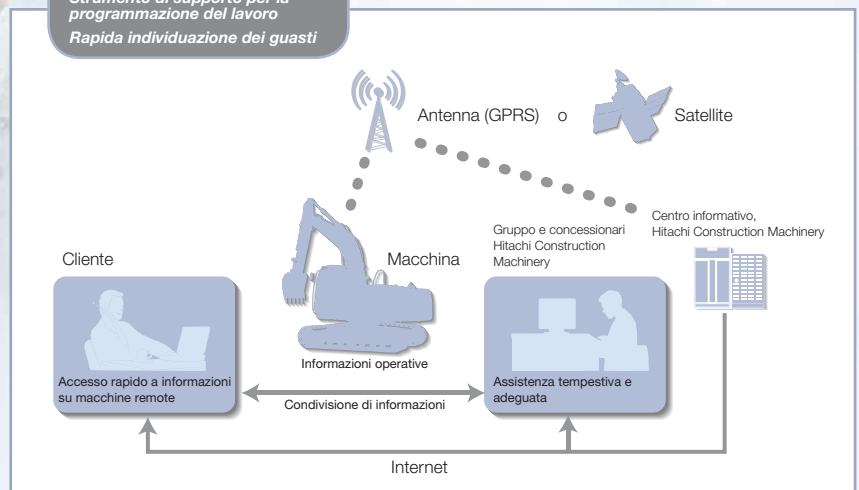 Strumento di supporto per la
programmazione del lavoro
Rapida individuazione dei guasti
Antenna (GPRS) o Satellite
Centro informativo,
Hitachi Construction Machinery
Gruppo e concessionari
Hitachi Construction
Machinery
Cliente
Macchina
Informazioni operative
Accesso rapido a informazioni
su macchine remote
Condivisione di informazioni
Assistenza tempestiva e
adeguata
Internet